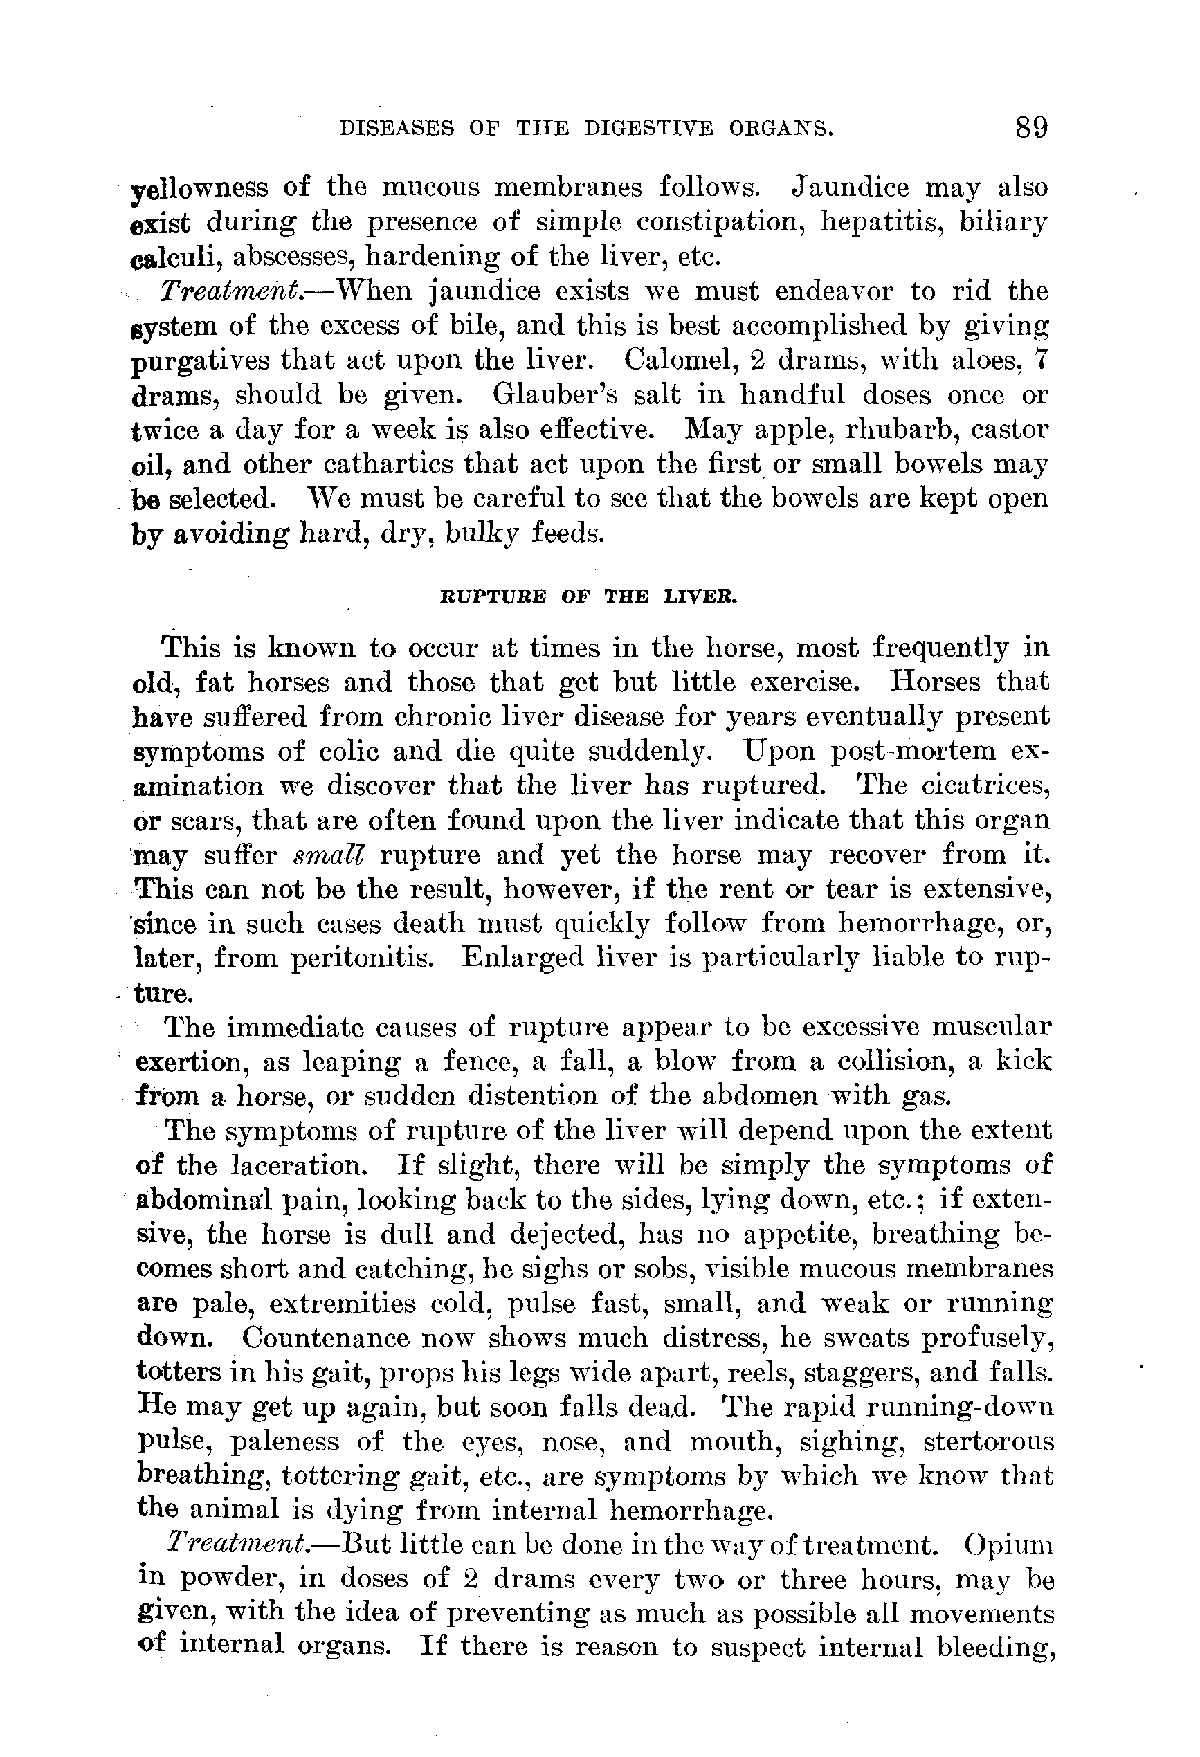 DISEASES OF THE DIGESTIVE ORGANS. 89
yellowness of the mucous membranes follows. Jaundice may also
exist during the presence of simple constipation, hepatitis, biliary
calculi, abscesses, hardening of the liver, etc.
Treatment.—When jaundice exists we must endeavor to rid the
system of the excess of bile, and this is best accomplished by giving
purgatives that act upon the liver. Calomel, 2 drams, with aloes, 7
drams, should be given. Glauber's salt in handful doses once or
twice a day for a week is also effective. May apple, rhubarb, castor
oil, and other cathartics that act upon the first or small bowels may
be selected. We must be careful to see that the bowels are kept open
by avoiding hard, dry, bulky feeds.
RUPTURE OF THE LIVER.
This is known to occur at times in the horse, most frequently in
old, fat horses and those that get but little exercise. Horses that
have suffered from chronic liver disease for years eventually present
symptoms of colic and die quite suddenly. Upon post-mortem ex-
amination we discover that the liver has ruptured. The cicatrices,
or scars, that are often found upon the liver indicate that this organ
may suffer small rupture and yet the horse may recover from it.
This can not be the result, however, if the rent or tear is extensive,
since in such cases death must quickly follow from hemorrhage, or,
later, from peritonitis. Enlarged liver is particularly liable to rup-
ture.
The immediate causes of rupture appear to be excessive muscular
exertion, as leaping a fence, a fall, a blow from a collision, a kick
from a horse, or sudden distention of the abdomen with gas.
The symptoms of rupture of the liver will depend upon the extent
of the laceration. If slight, there will be simply the symptoms of
abdominal pain, looking back to the sides, lying down, etc.; if exten-
sive, the horse is dull and dejected, has no appetite, breathing be-
comes short and catching, he sighs or sobs, visible mucous membranes
are pale, extremities cold, pulse fast, small, and weak or running
down. Countenance now shows much distress, he sweats profusely,
totters in his gait, props his legs wide apart, reels, staggers, and falls.
He may get up again, but soon falls dead. The rapid running-down
pulse, paleness of the eyes, nose, and mouth, sighing, stertorous
breathing, tottering gait, etc., are symptoms by which we know that
the animal is dying from internal hemorrhage.
Treatment.—But little can be done in the way of treatment. Opium
in powder, in doses of 2 drams every two or three hours, may be
given, with the idea of preventing as much as possible all movements
of internal organs. If there is reason to suspect internal bleeding,